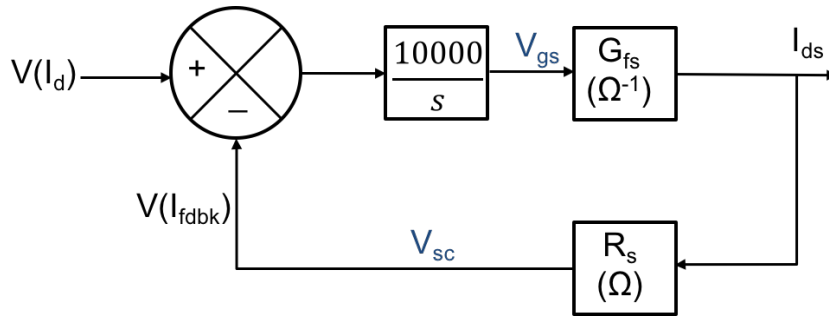 V(I_d)
+
−
10000
s
V_gs
G_fs
(Ω⁻¹)
I_ds
V(I_fdbk)
V_sc
R_s
(Ω)